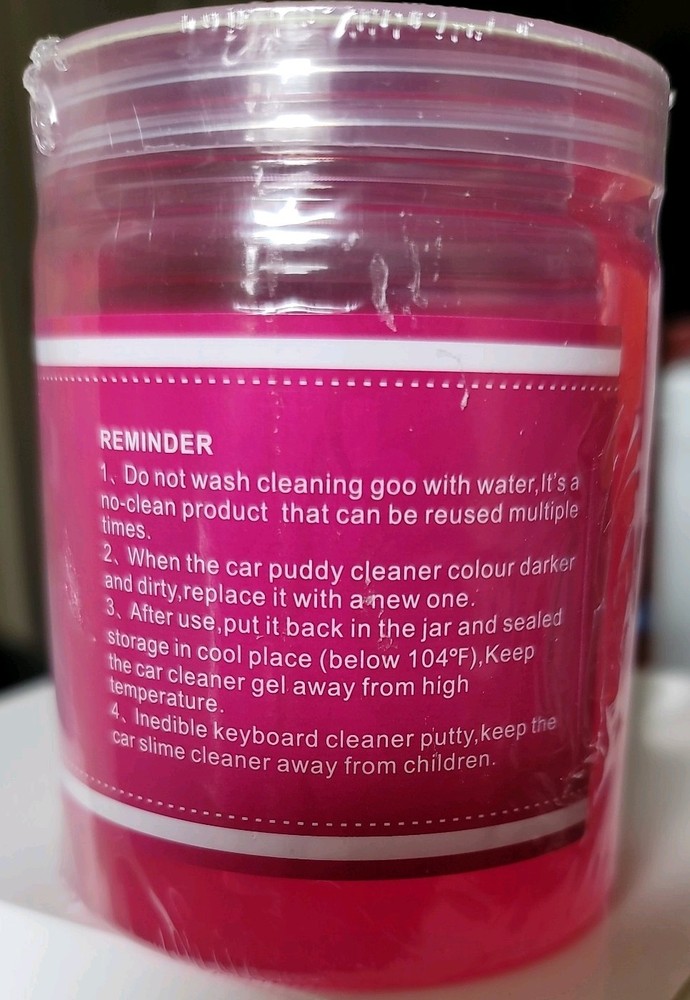 REMINDER
1、Do not wash cleaning goo with water,It's a
no-clean product that can be reused multiple
times.
2、When the car puddy cleaner colour darker
and dirty,replace it with a new one.
3、After use,put it back in the jar and sealed
storage in cool place (below 104℉),Keep
the car cleaner gel away from high
temperature.
4、Inedible keyboard cleaner putty,keep the
car slime cleaner away from children.